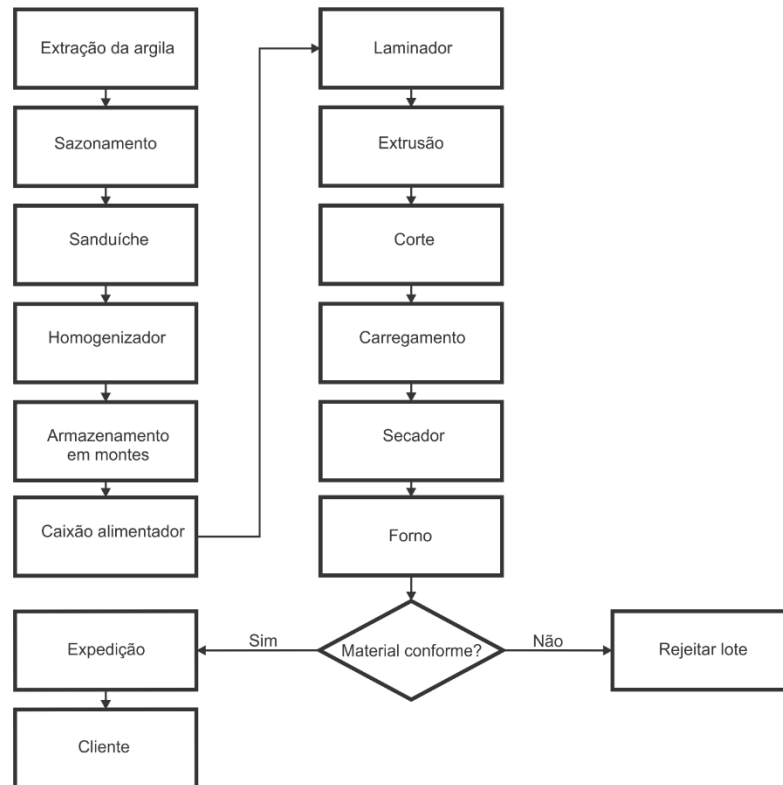 Extração da argila
Sazonamento
Sanduíche
Homogenizador
Armazenamento
em montes
Caixão alimentador
Laminador
Extrusão
Corte
Carregamento
Secador
Forno
Material conforme?
Sim
Não
Expedição
Cliente
Rejeitar lote